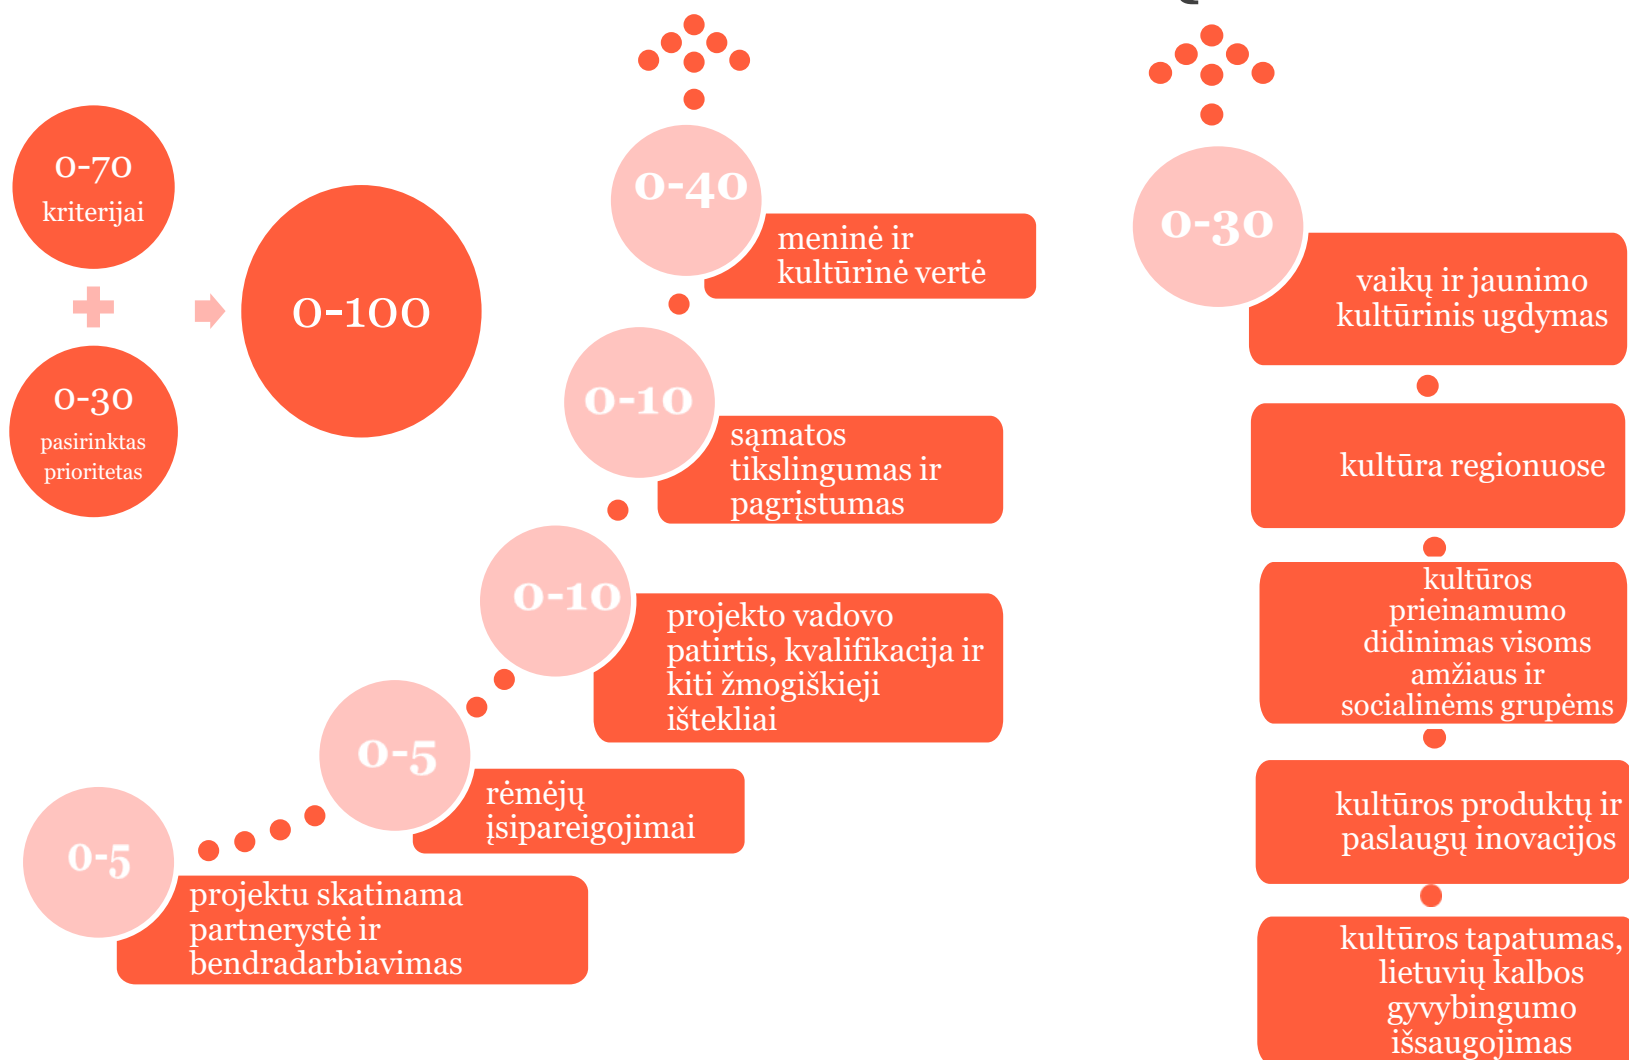 0-70
kriterijai
0-30
pasirinktas
prioritetas
0-100
0-40
meninė ir
kultūrinė vertė
0-10
sąmatos
tikslingumas ir
pagrįstumas
0-10
projekto vadovo
patirtis, kvalifikacija ir
kiti žmogiškieji
ištekliai
0-5
rėmėjų
įsipareigojimai
0-5
projektu skatinama
partnerystė ir
bendradarbiavimas
0-30
vaikų ir jaunimo
kultūrinis ugdymas
kultūra regionuose
kultūros
prieinamumo
didinimas visoms
amžiaus ir
socialinėms grupėms
kultūros produktų ir
paslaugų inovacijos
kultūros tapatumas,
lietuvių kalbos
gyvybingumo
išsaugojimas